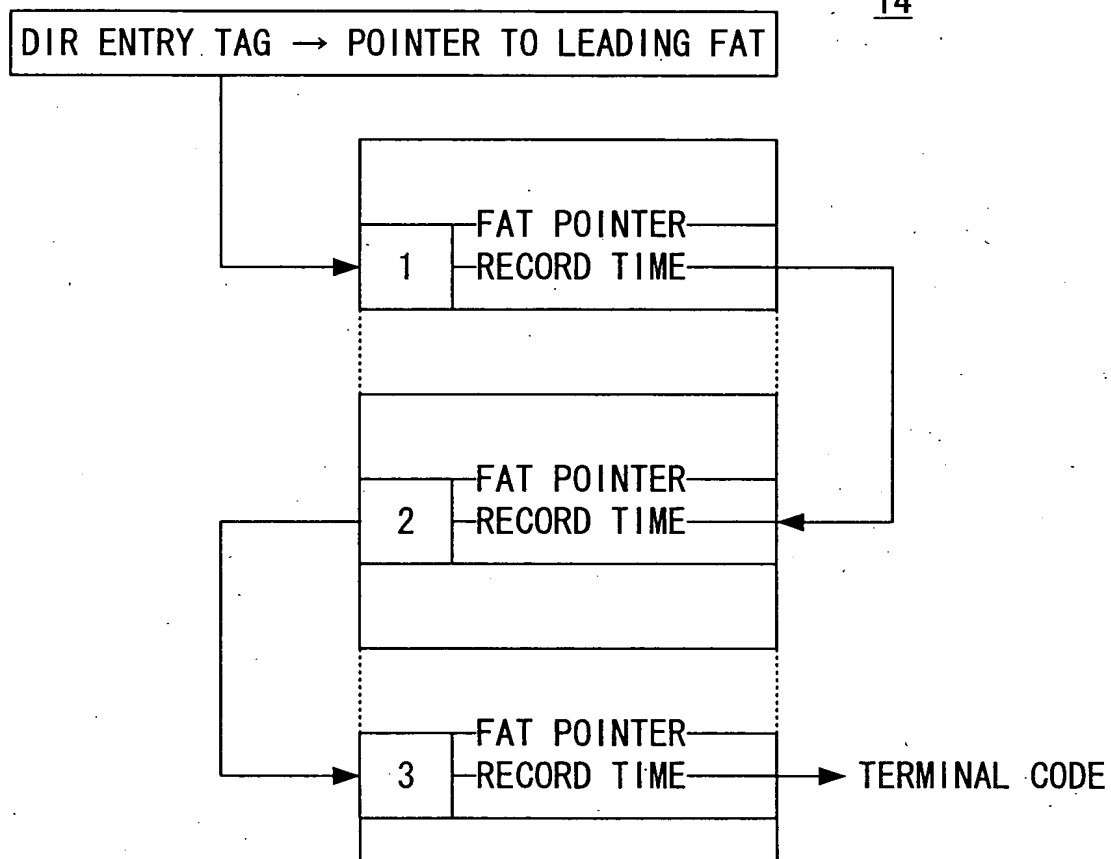 14
DIR ENTRY TAG → POINTER TO LEADING FAT
FAT POINTER
1 RECORD TIME
FAT POINTER
2 RECORD TIME
FAT POINTER
3 RECORD TIME TERMINAL CODE